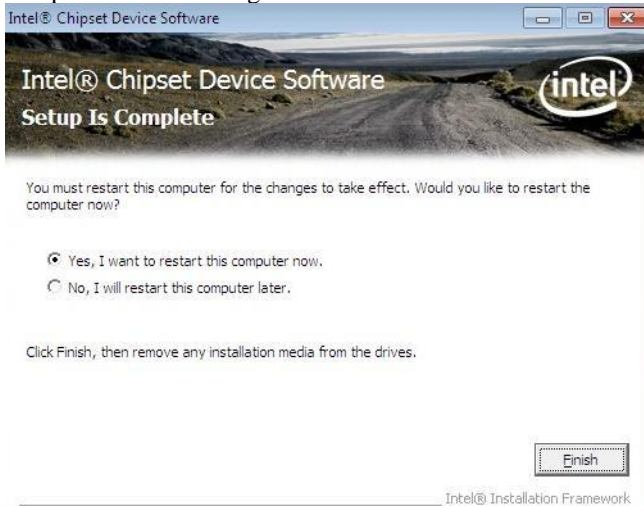 Intel® Chipset Device Software
Intel® Chipset Device Software
intel
Setup Is Complete
You must restart this computer for the changes to take effect. Would you like to restart the
computer now?
Yes, I want to restart this computer now.
No, I will restart this computer later.
Click Finish, then remove any installation media from the drives.
Finish
Intel® Installation Framework